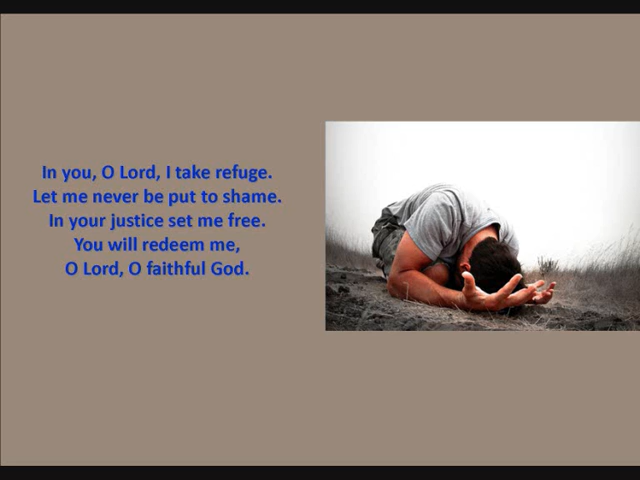 In you, O Lord, I take refuge.
Let me never be put to shame.
In your justice set me free.
You will redeem me,
O Lord, O faithful God.